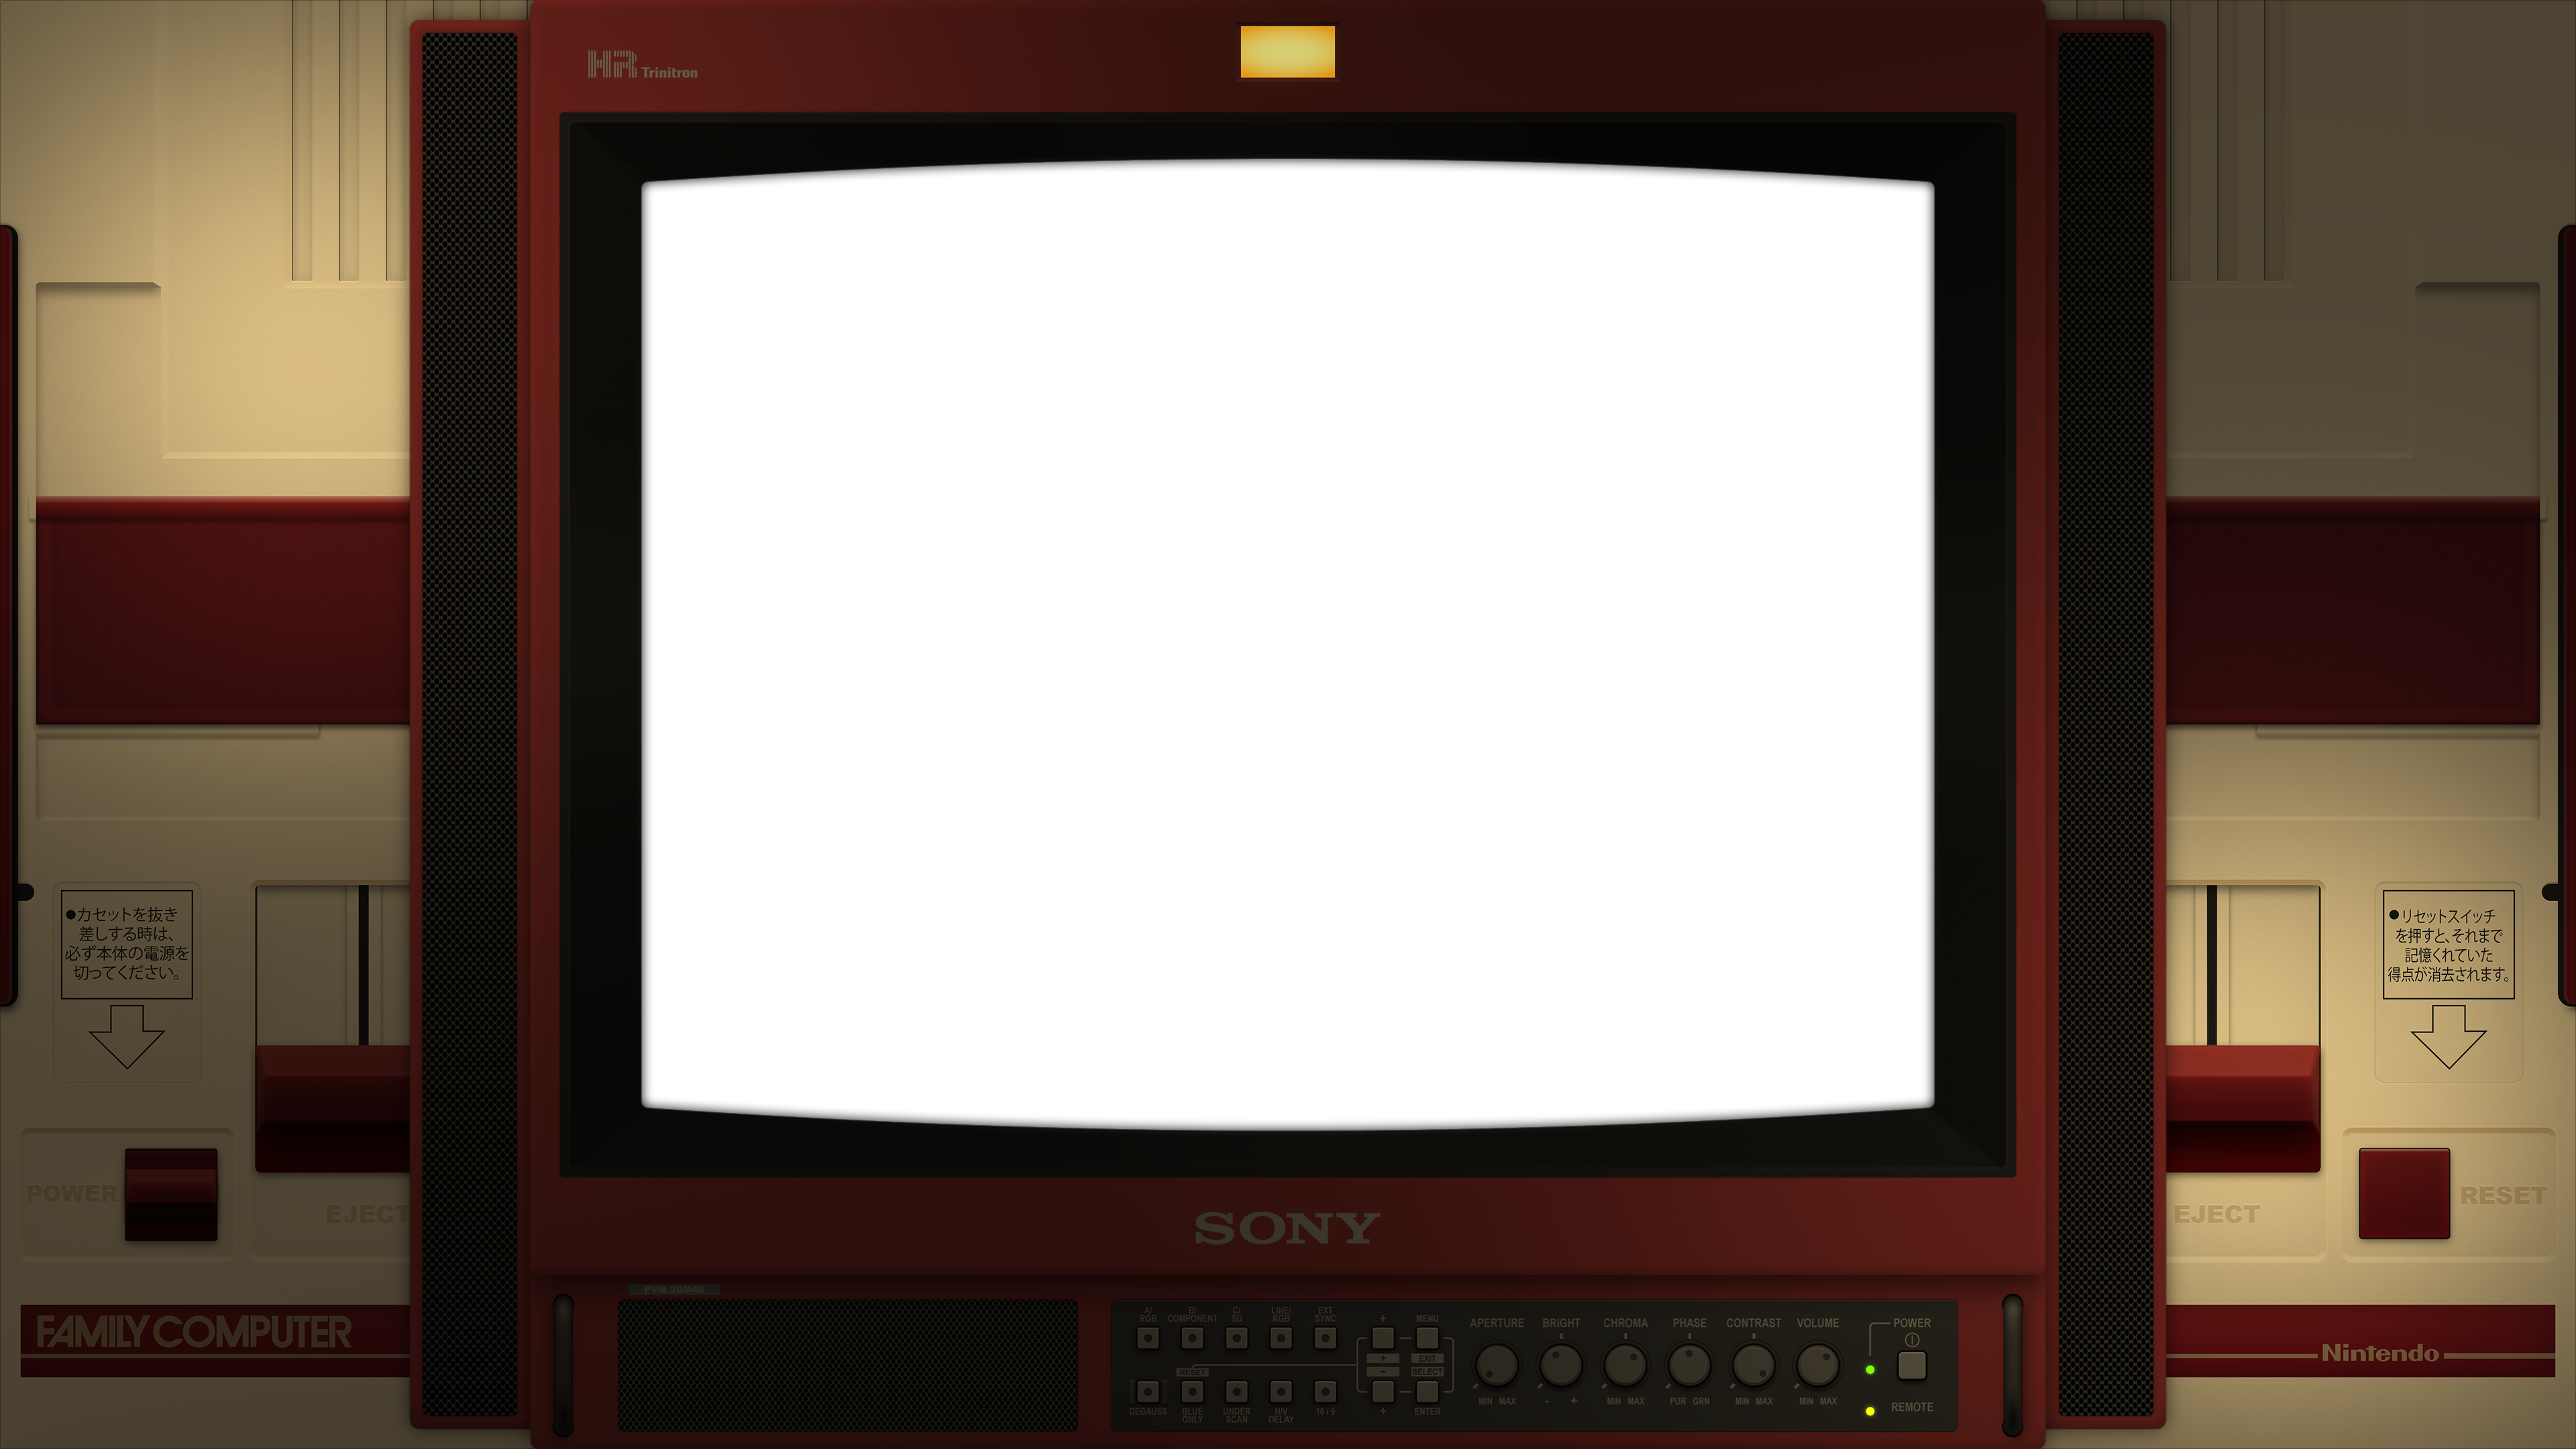 HR Trinitron
●カセットを抜き
差しする時は、
必ず本体の電源を
切ってください。
POWER
EJECT
FAMILY COMPUTER
SONY
PVM 20M4E
A/
RGB
B/
COMPONENT
C/
SD
LINE/
RGB
EXT
SYNC
+
MENU
RESET
+
EXIT
−
SELECT
DEGAUSS
BLUE
ONLY
UNDER
SCAN
H/V
DELAY
16 / 9
+
ENTER
APERTURE
BRIGHT
CHROMA
PHASE
CONTRAST
VOLUME
MIN MAX
- +
MIN MAX
PUR GRN
MIN MAX
MIN MAX
POWER
REMOTE
●リセットスイッチ
を押すと、それまで
記憶くれていた
得点が消去されます。
EJECT
RESET
Nintendo